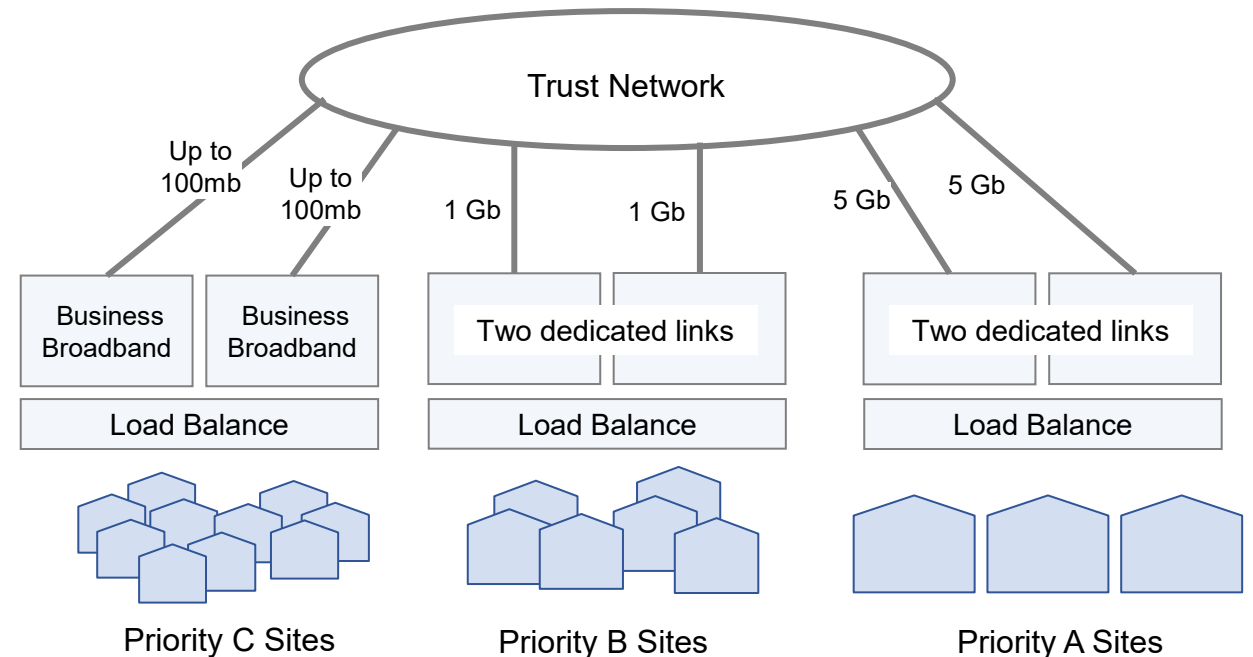 Trust Network
Up to
100mb
Up to
100mb
1 Gb
1 Gb
5 Gb
5 Gb
Business
Broadband
Business
Broadband
Two dedicated links
Two dedicated links
Load Balance
Load Balance
Load Balance
Priority C Sites
Priority B Sites
Priority A Sites